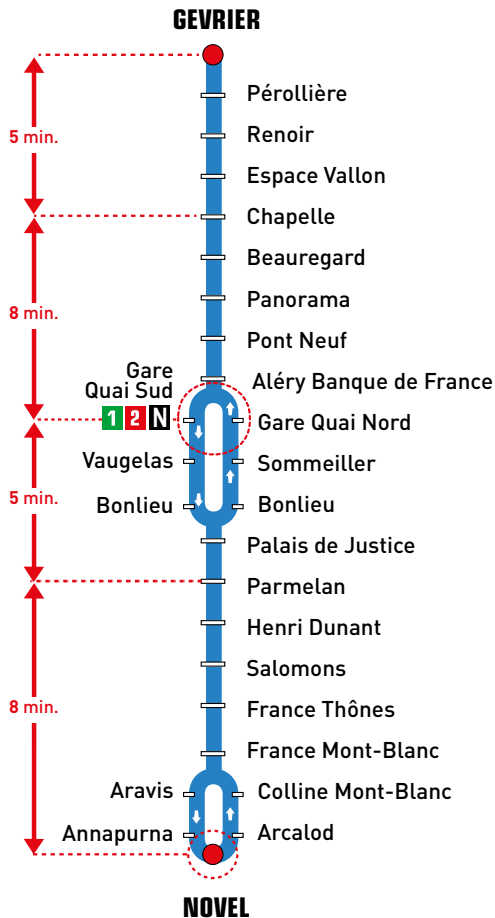 GEVRIER
Pérollière
5 min.
Renoir
Espace Vallon
Chapelle
Beauregard
Panorama
8 min.
Pont Neuf
Aléry Banque de France
Gare
Quai Sud
1 2 N
Gare Quai Nord
Vaugelas
Sommeiller
5 min.
Bonlieu
Bonlieu
Palais de Justice
Parmelan
Henri Dunant
Salomons
8 min.
France Thônes
France Mont-Blanc
Aravis
Colline Mont-Blanc
Annapurna
Arcalod
NOVEL